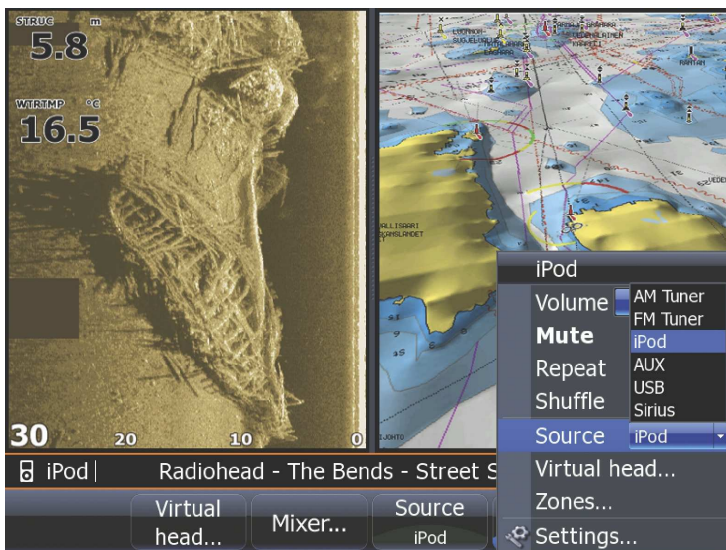 STRUC m
5.8
WTRTMP °C
16.5
30 20 10 0
VALLISAARI
iPod
Volume
Mute
Repeat
Shuffle
Source iPod
Virtual head...
Zones...
Settings...
AM Tuner
FM Tuner
iPod
AUX
USB
Sirius
iPod Radiohead - The Bends - Street S
Virtual
head...
Mixer...
Source
iPod